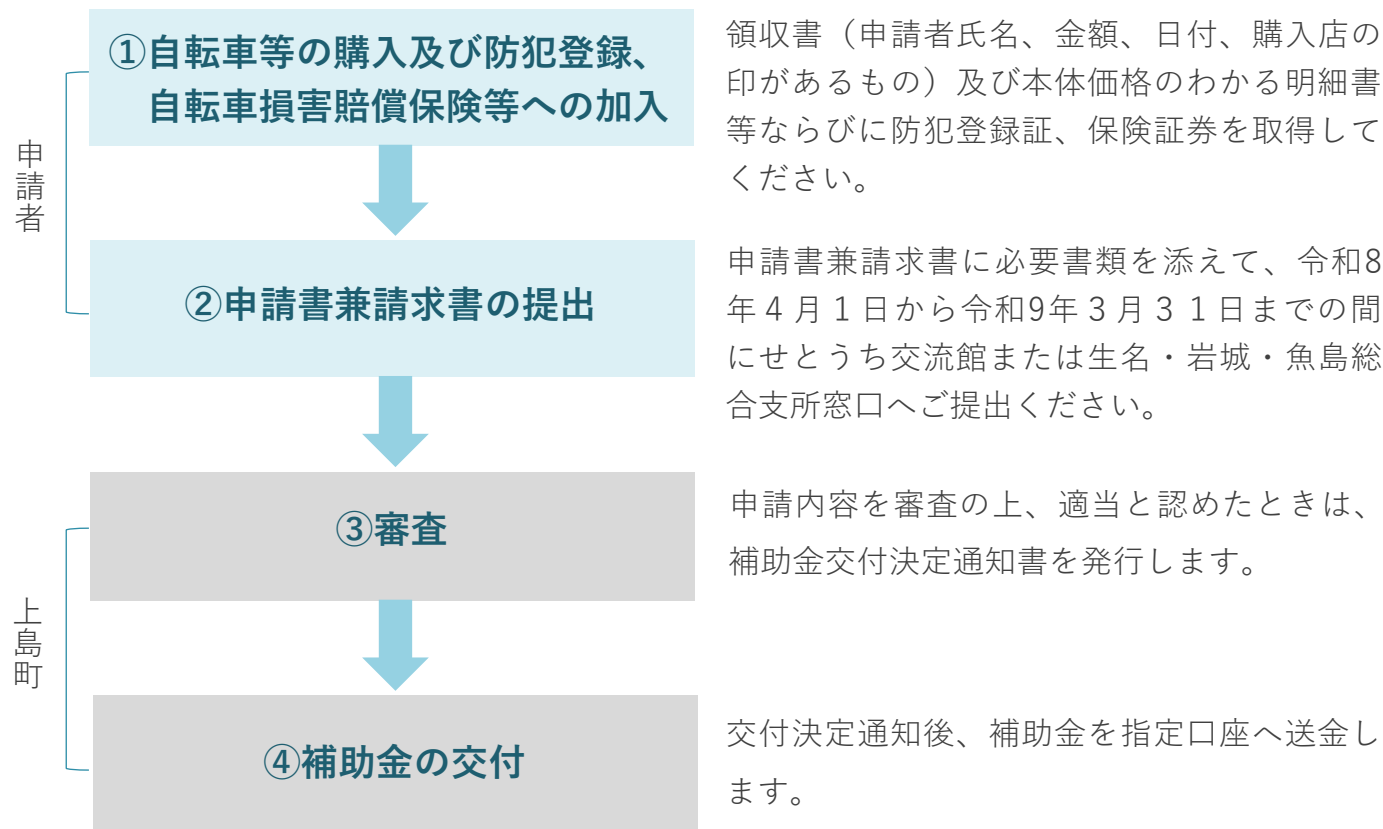 申請者
①自転車等の購入及び防犯登録、
自転車損害賠償保険等への加入
領収書（申請者氏名、金額、日付、購入店の
印があるもの）及び本体価格のわかる明細書
等ならびに防犯登録証、保険証券を取得して
ください。
②申請書兼請求書の提出
申請書兼請求書に必要書類を添えて、令和8
年４月１日から令和9年３月３１日までの間
にせとうち交流館または生名・岩城・魚島総
合支所窓口へご提出ください。
上島町
③審査
申請内容を審査の上、適当と認めたときは、
補助金交付決定通知書を発行します。
④補助金の交付
交付決定通知後、補助金を指定口座へ送金し
ます。